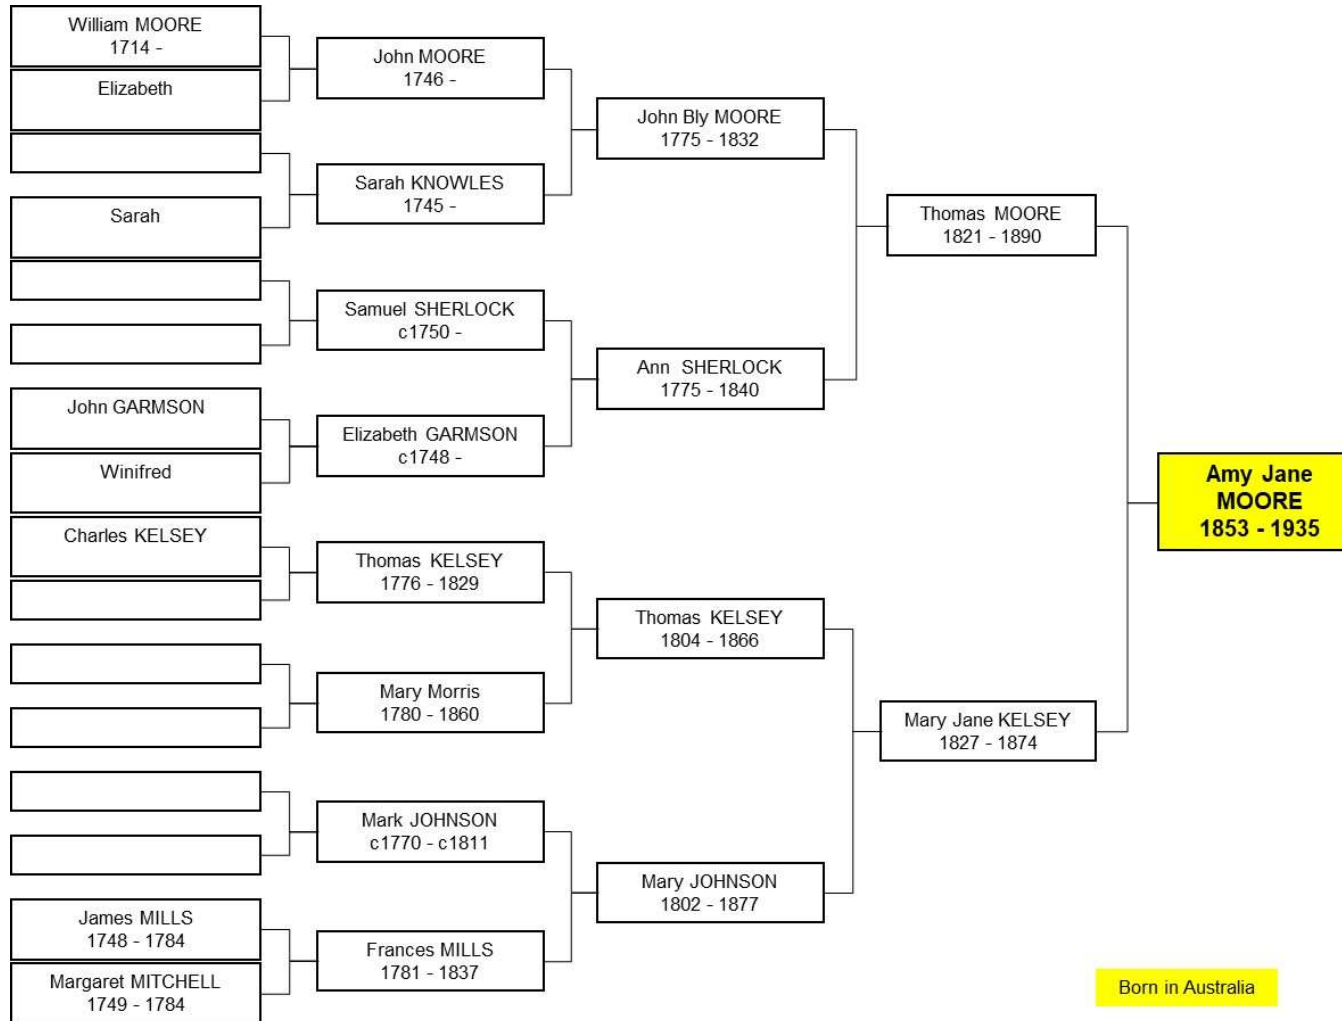 William MOORE
1714 -
Elizabeth
Sarah
John GARMSON
Winifred
Charles KELSEY
James MILLS
1748 - 1784
Margaret MITCHELL
1749 - 1784
John MOORE
1746 -
Sarah KNOWLES
1745 -
Samuel SHERLOCK
c1750 -
Elizabeth GARMSON
c1748 -
Thomas KELSEY
1776 - 1829
Mary Morris
1780 - 1860
Mark JOHNSON
c1770 - c1811
Frances MILLS
1781 - 1837
John Bly MOORE
1775 - 1832
Ann SHERLOCK
1775 - 1840
Thomas KELSEY
1804 - 1866
Mary JOHNSON
1802 - 1877
Thomas MOORE
1821 - 1890
Mary Jane KELSEY
1827 - 1874
Amy Jane
MOORE
1853 - 1935
Born in Australia